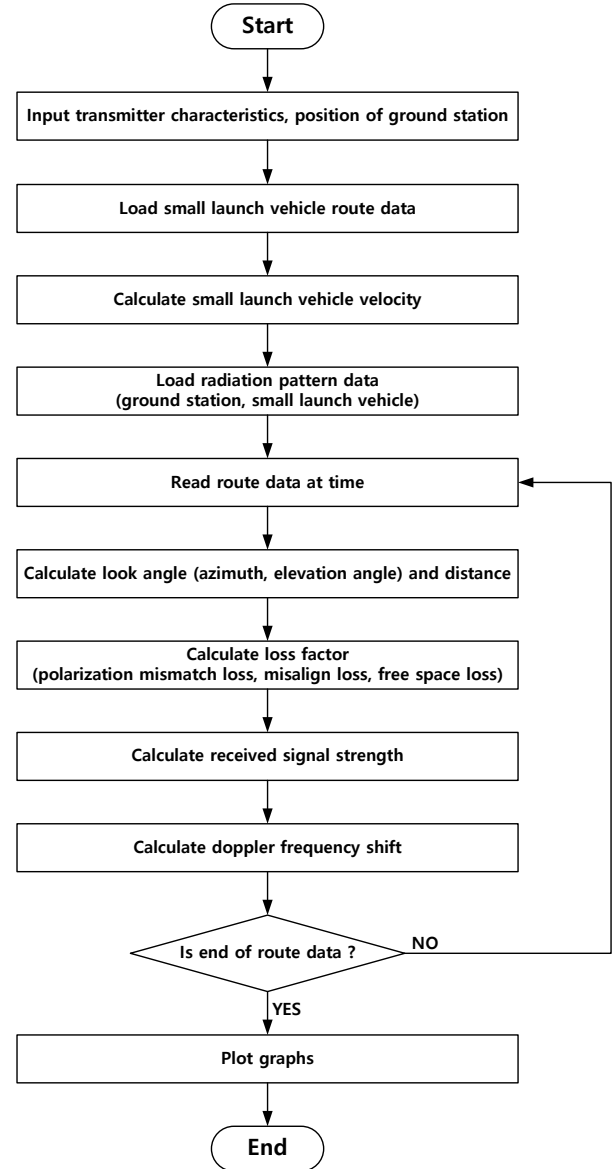 Start
Input transmitter characteristics, position of ground station
Load small launch vehicle route data
Calculate small launch vehicle velocity
Load radiation pattern data
(ground station, small launch vehicle)
Read route data at time
Calculate look angle (azimuth, elevation angle) and distance
Calculate loss factor
(polarization mismatch loss, misalign loss, free space loss)
Calculate received signal strength
Calculate doppler frequency shift
Is end of route data ?
NO
YES
Plot graphs
End